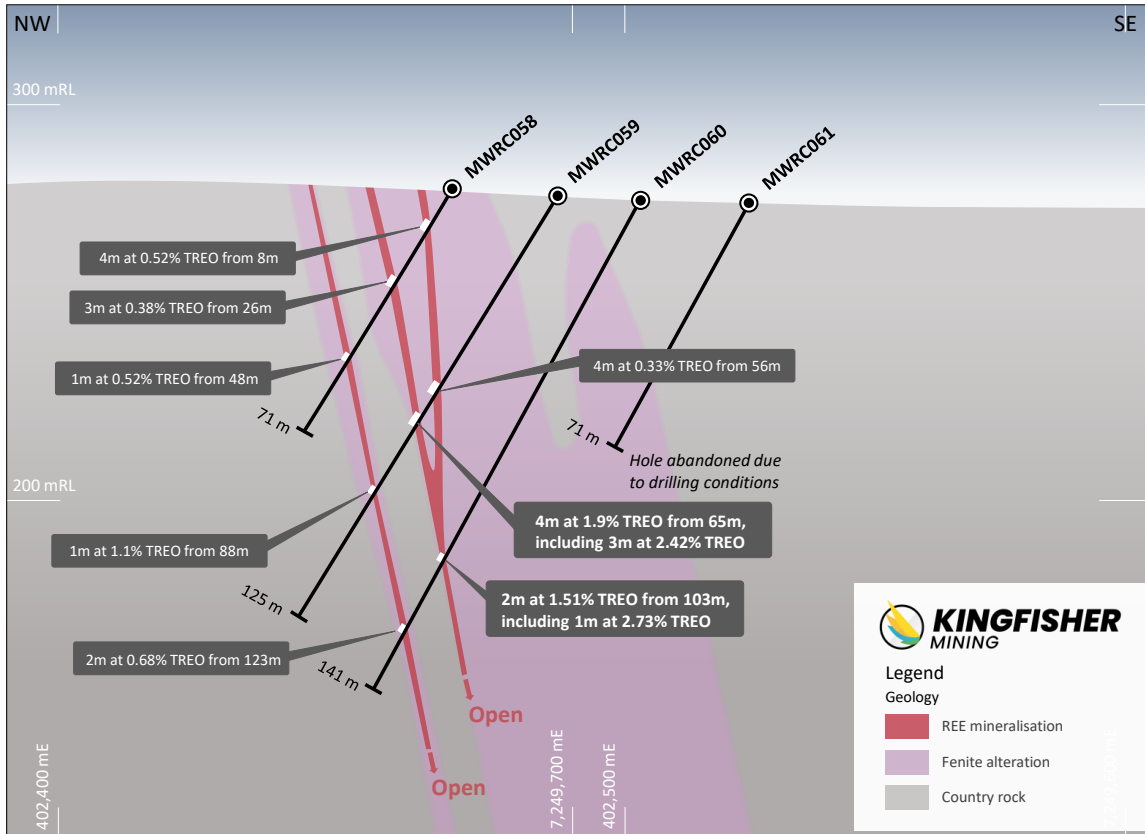 NW
SE
300 mRL
MWRC058
MWRC059
MWRC060
MWRC061
4m at 0.52% TREO from 8m
3m at 0.38% TREO from 26m
1m at 0.52% TREO from 48m
4m at 0.33% TREO from 56m
71 m
71 m
Hole abandoned due
to drilling conditions
200 mRL
4m at 1.9% TREO from 65m,
including 3m at 2.42% TREO
1m at 1.1% TREO from 88m
125 m
2m at 1.51% TREO from 103m,
including 1m at 2.73% TREO
2m at 0.68% TREO from 123m
141 m
Open
Open
402,400 mE
7,249,700 mE
402,500 mE
KINGFISHER
MINING
Legend
Geology
REE mineralisation
Fenite alteration
Country rock